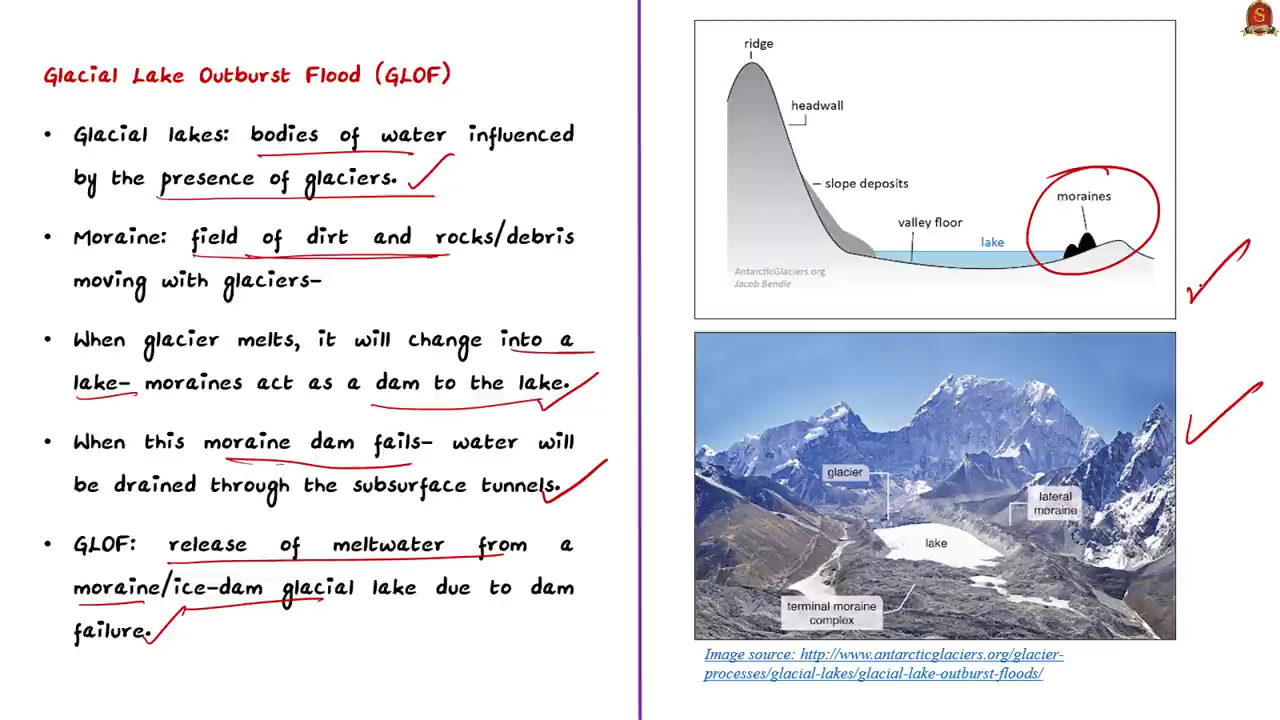 Glacial Lake Outburst Flood (GLOF)
• Glacial lakes: bodies of water influenced
by the presence of glaciers.
• Moraine: field of dirt and rocks/debris
moving with glaciers-
• When glacier melts, it will change into a
lake- moraines act as a dam to the lake.
• When this moraine dam fails- water will
be drained through the subsurface tunnels.
• GLOF: release of meltwater from a
moraine/ice-dam glacial lake due to dam
failure.
ridge
headwall
slope deposits
valley floor
lake
moraines
AntarcticGlaciers.org
Jacob Bendle
glacier
lateral
moraine
lake
terminal moraine
complex
Image source: http://www.antarcticglaciers.org/glacier-
processes/glacial-lakes/glacial-lake-outburst-floods/
S